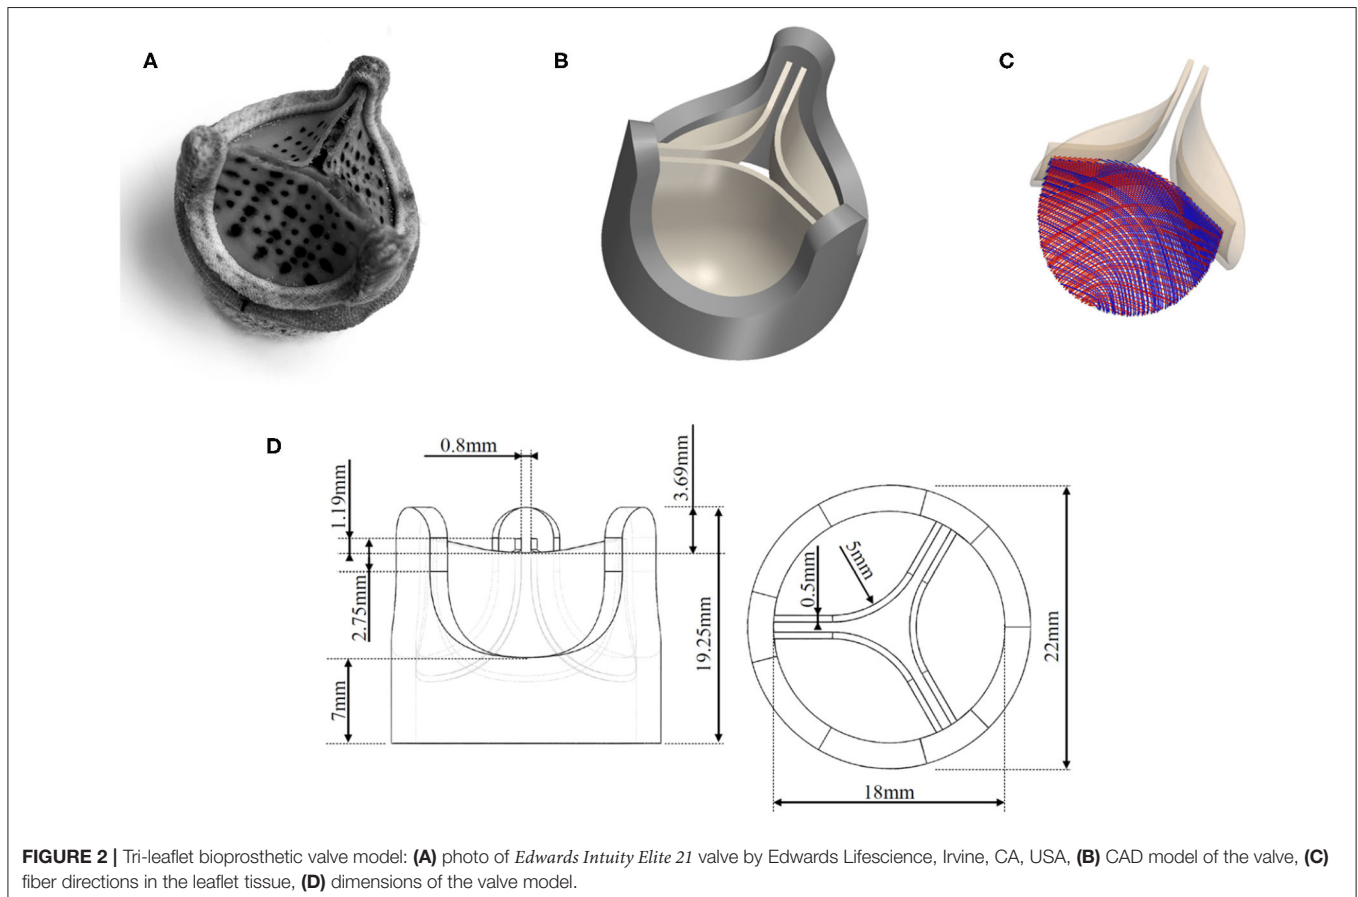 A
B
C
D
0.8mm
1.19mm
3.69mm
2.75mm
19.25mm
7mm
0.5mm
5mm
22mm
18mm
FIGURE 2 | Tri-leaflet bioprosthetic valve model: (A) photo of Edwards Intuity Elite 21 valve by Edwards Lifescience, Irvine, CA, USA, (B) CAD model of the valve, (C)
fiber directions in the leaflet tissue, (D) dimensions of the valve model.